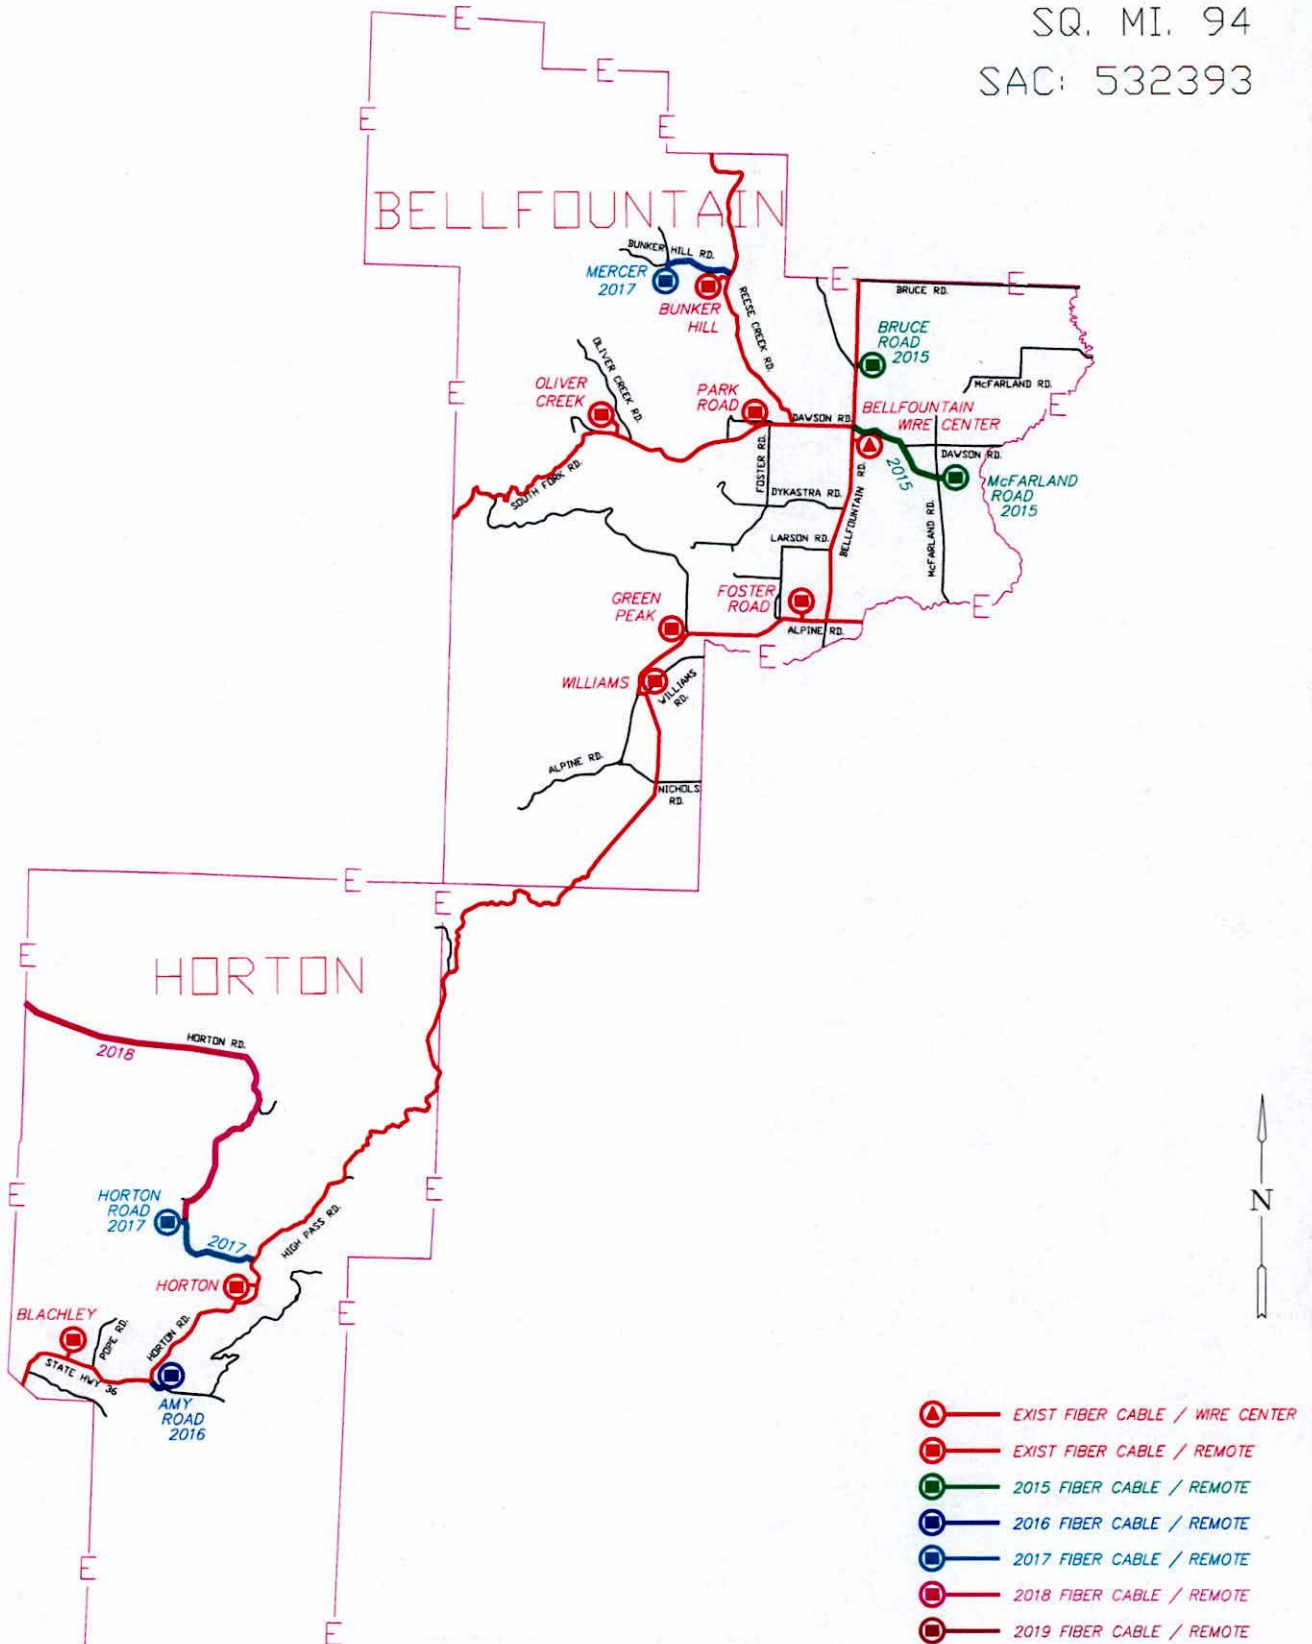 SQ. MI. 94
SAC: 532393
E
E
E
E
BELLFOUNTAIN
BUNKER HILL RD.
MERCER
2017
BUNKER
HILL
REESE CREEK RD.
E
E
BRUCE RD.
BRUCE
ROAD
2015
McFARLAND RD.
E
OLIVER CREEK RD.
OLIVER
CREEK
PARK
ROAD
DAWSON RD.
BELLFOUNTAIN
WIRE CENTER
E
DAWSON RD.
2015
McFARLAND
ROAD
2015
McFARLAND RD.
SOUTH FORK RD.
FOSTER RD.
DYKASTRA RD.
BELLFOUNTAIN RD.
LARSON RD.
GREEN
PEAK
FOSTER
ROAD
ALPINE RD.
E
E
WILLIAMS
WILLIAMS
RD.
ALPINE RD.
NICHOLS
RD.
E
E
E
HORTON
HORTON RD.
2018
E
HORTON
ROAD
2017
2017
HIGH PASS RD.
E
HORTON
E
BLACHLEY
POPE RD.
HORTON RD.
STATE HWY 36
AMY
ROAD
2016
E
E
N
EXIST FIBER CABLE / WIRE CENTER
EXIST FIBER CABLE / REMOTE
2015 FIBER CABLE / REMOTE
2016 FIBER CABLE / REMOTE
2017 FIBER CABLE / REMOTE
2018 FIBER CABLE / REMOTE
2019 FIBER CABLE / REMOTE